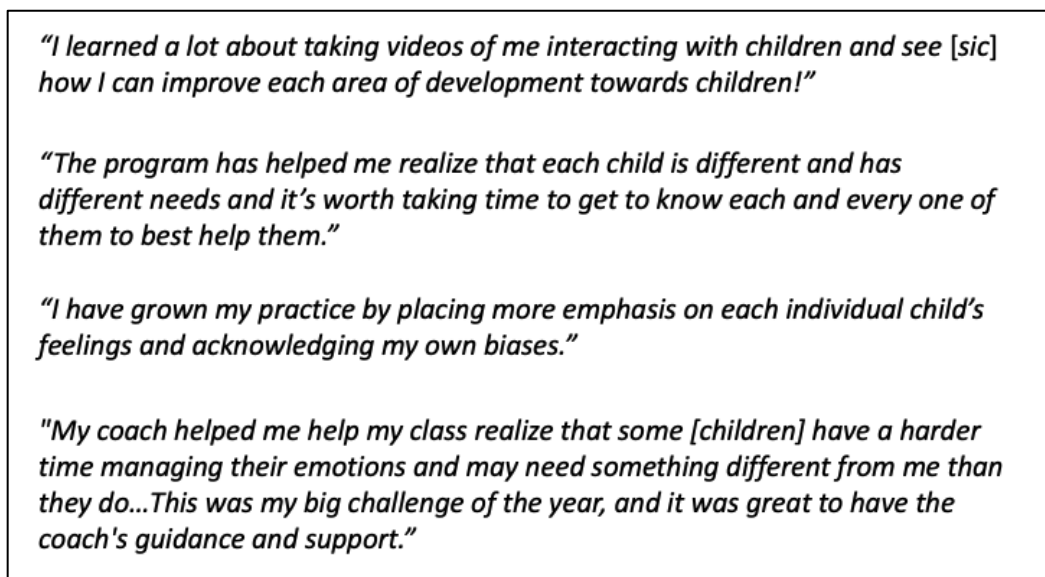 “I learned a lot about taking videos of me interacting with children and see [sic]
how I can improve each area of development towards children!”
“The program has helped me realize that each child is different and has
different needs and it’s worth taking time to get to know each and every one of
them to best help them.”
“I have grown my practice by placing more emphasis on each individual child’s
feelings and acknowledging my own biases.”
"My coach helped me help my class realize that some [children] have a harder
time managing their emotions and may need something different from me than
they do...This was my big challenge of the year, and it was great to have the
coach's guidance and support.”